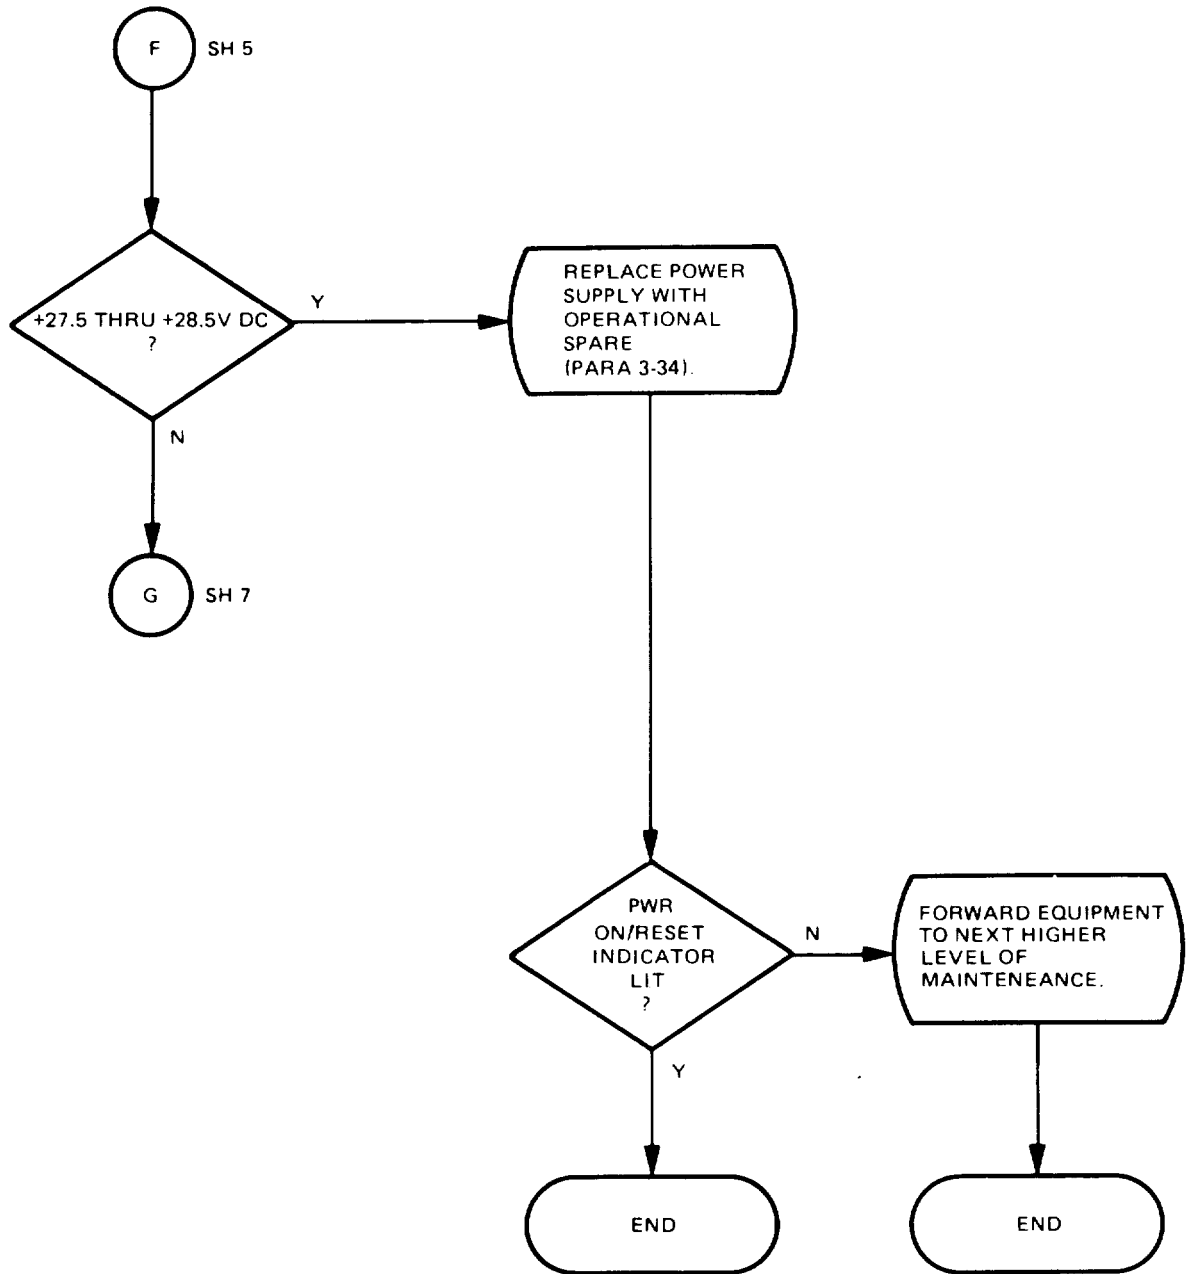 F SH 5
+27.5 THRU +28.5V DC
?
Y
REPLACE POWER
SUPPLY WITH
OPERATIONAL
SPARE
(PARA 3-34).
N
G SH 7
PWR
ON/RESET
INDICATOR
LIT
?
N
FORWARD EQUIPMENT
TO NEXT HIGHER
LEVEL OF
MAINTENEANCE.
Y
END
END